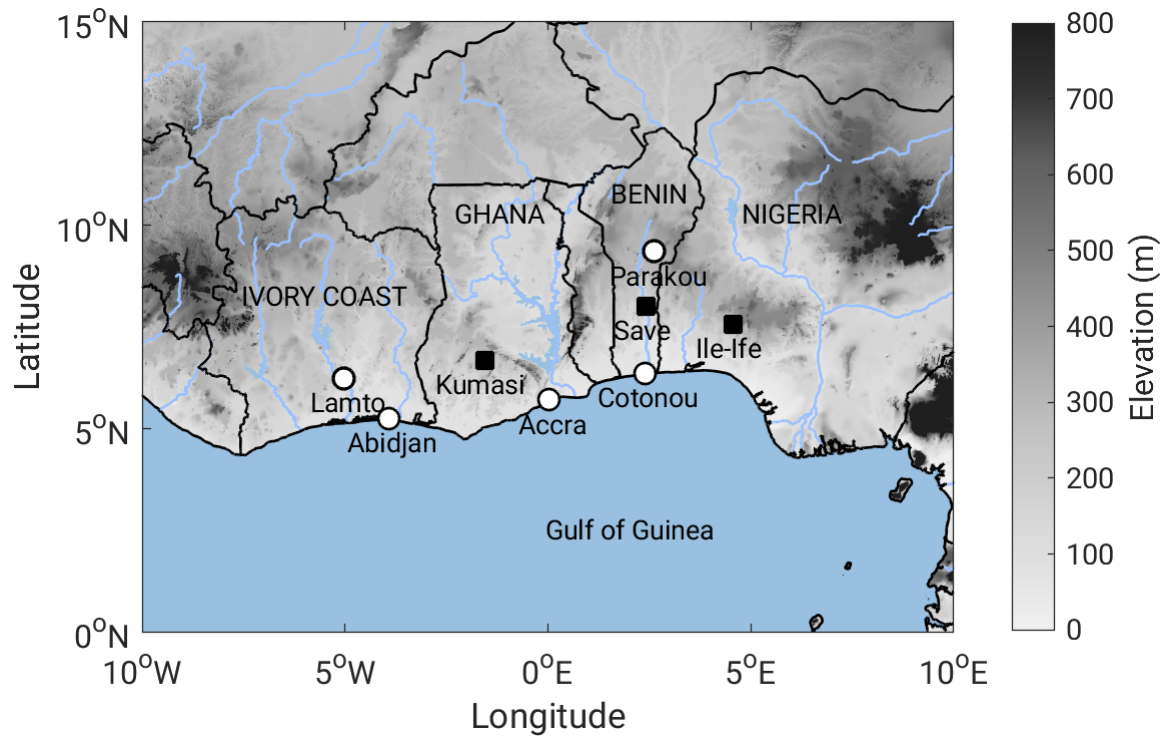 15°N
800
700
600
BENIN
GHANA
NIGERIA
10°N
500
Parakou
IVORY COAST
Save
400
Ile-Ife
Kumasi
Lamto
Cotonou
300
Accra
5°N
Abidjan
200
Gulf of Guinea
100
0°N
0
10°W
5°W
0°E
5°E
10°E
Longitude
Latitude
Elevation (m)